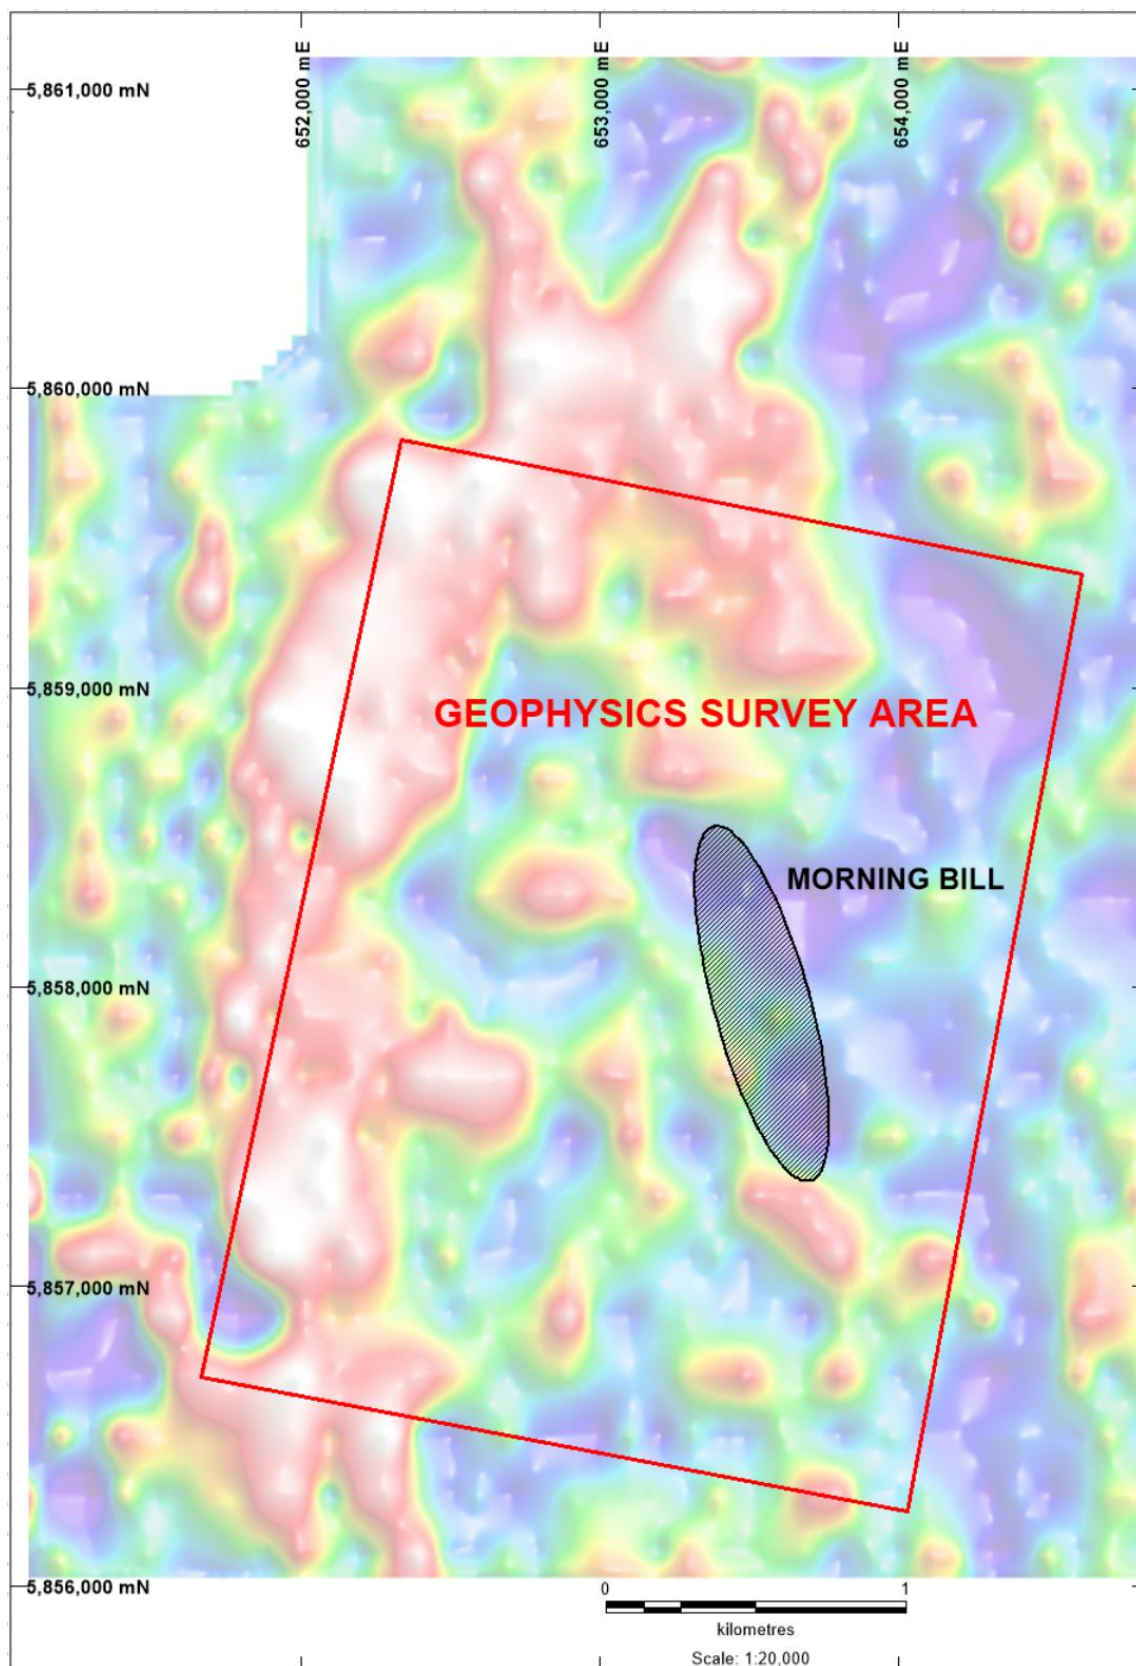 652,000 mE
653,000 mE
654,000 mE
5,861,000 mN
5,860,000 mN
5,859,000 mN
GEOPHYSICS SURVEY AREA
MORNING BILL
5,858,000 mN
5,857,000 mN
5,856,000 mN
0 1
kilometres
Scale: 1:20,000